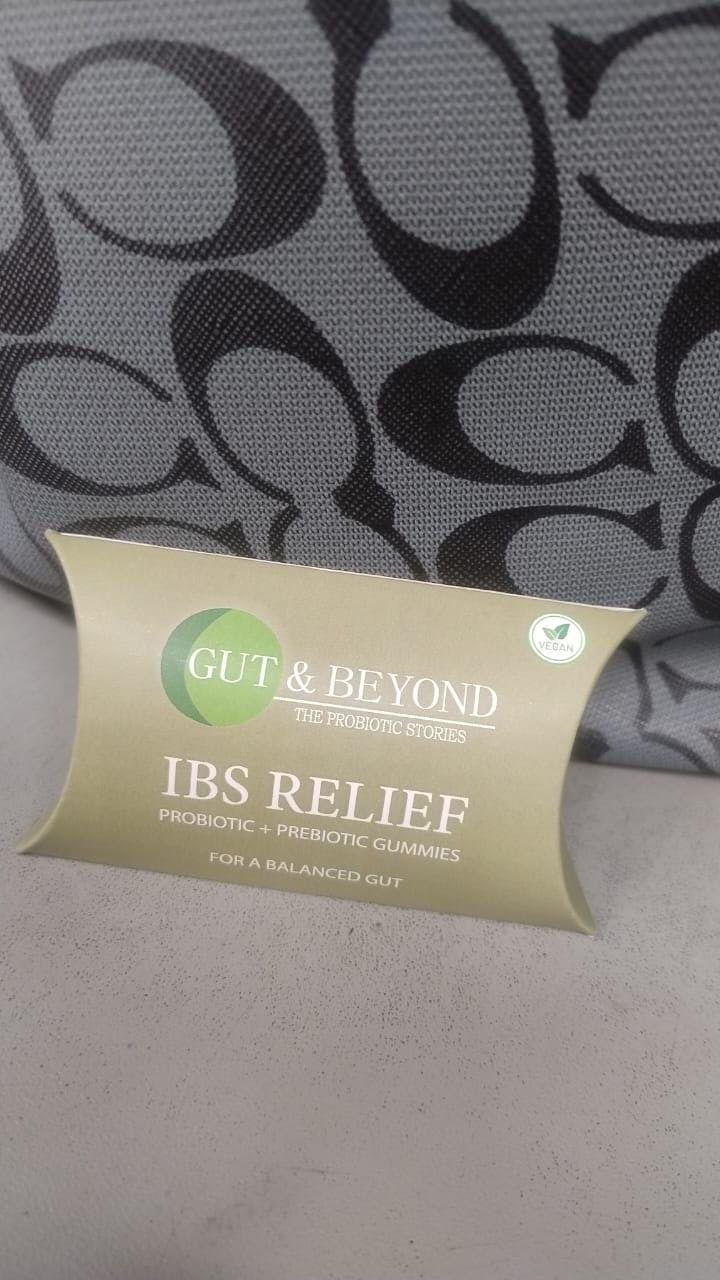 VEGAN
GUT & BEYOND
THE PROBIOTIC STORIES
IBS RELIEF
PROBIOTIC + PREBIOTIC GUMMIES
FOR A BALANCED GUT